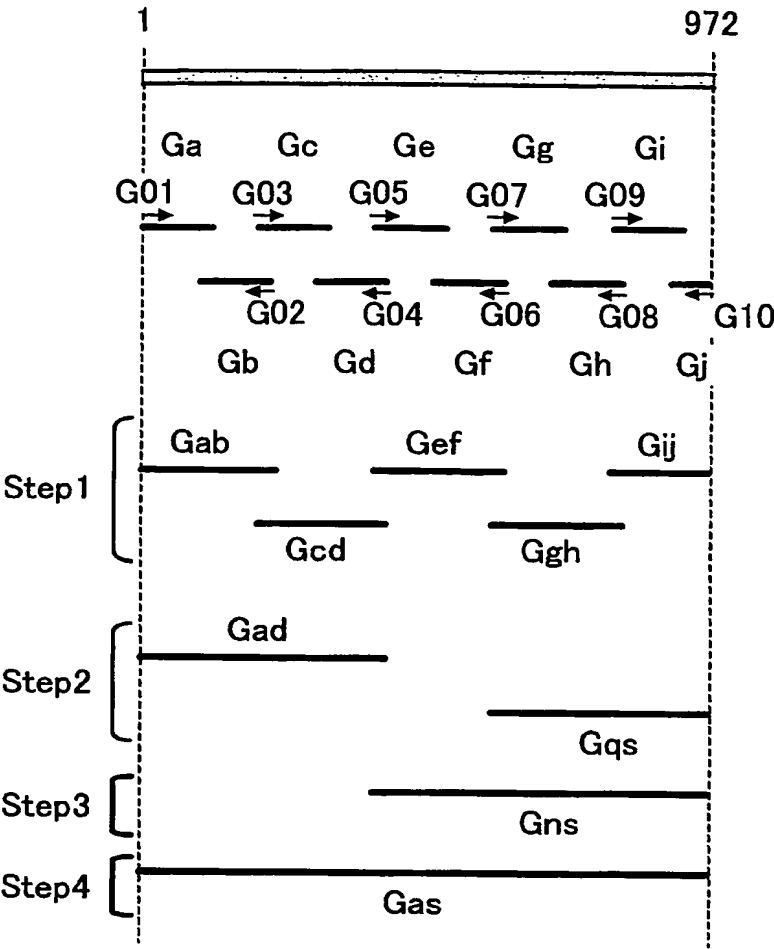 1 972
Ga Gc Ge Gg Gi
G01 G03 G05 G07 G09
G02 G04 G06 G08 G10
Gb Gd Gf Gh Gj
Gab Gef Gij
Step1
Gcd Ggh
Gad
Step2
Gqs
Step3
Gns
Step4
Gas